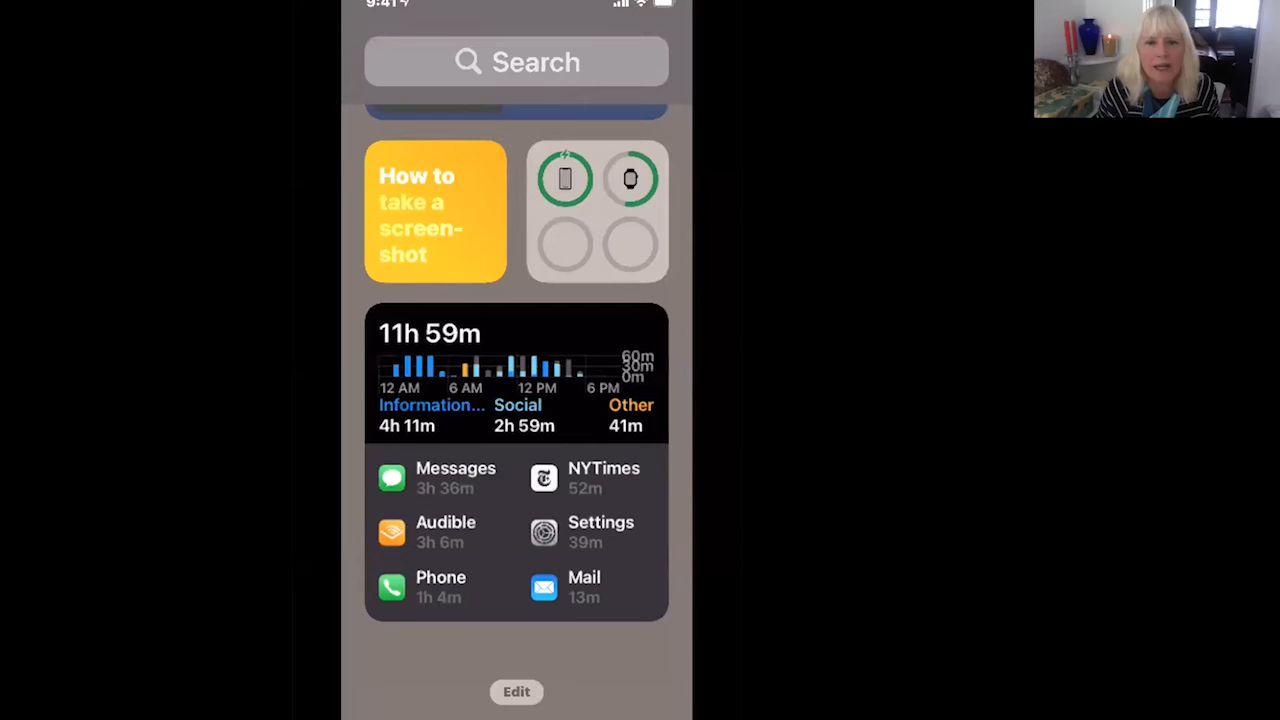 9:41
Search
How to
take a
screen-
shot
11h 59m
60m
30m
0m
12 AM 6 AM 12 PM 6 PM
Information... Social Other
4h 11m 2h 59m 41m
Messages NYTimes
3h 36m 52m
Audible Settings
3h 6m 39m
Phone Mail
1h 4m 13m
Edit